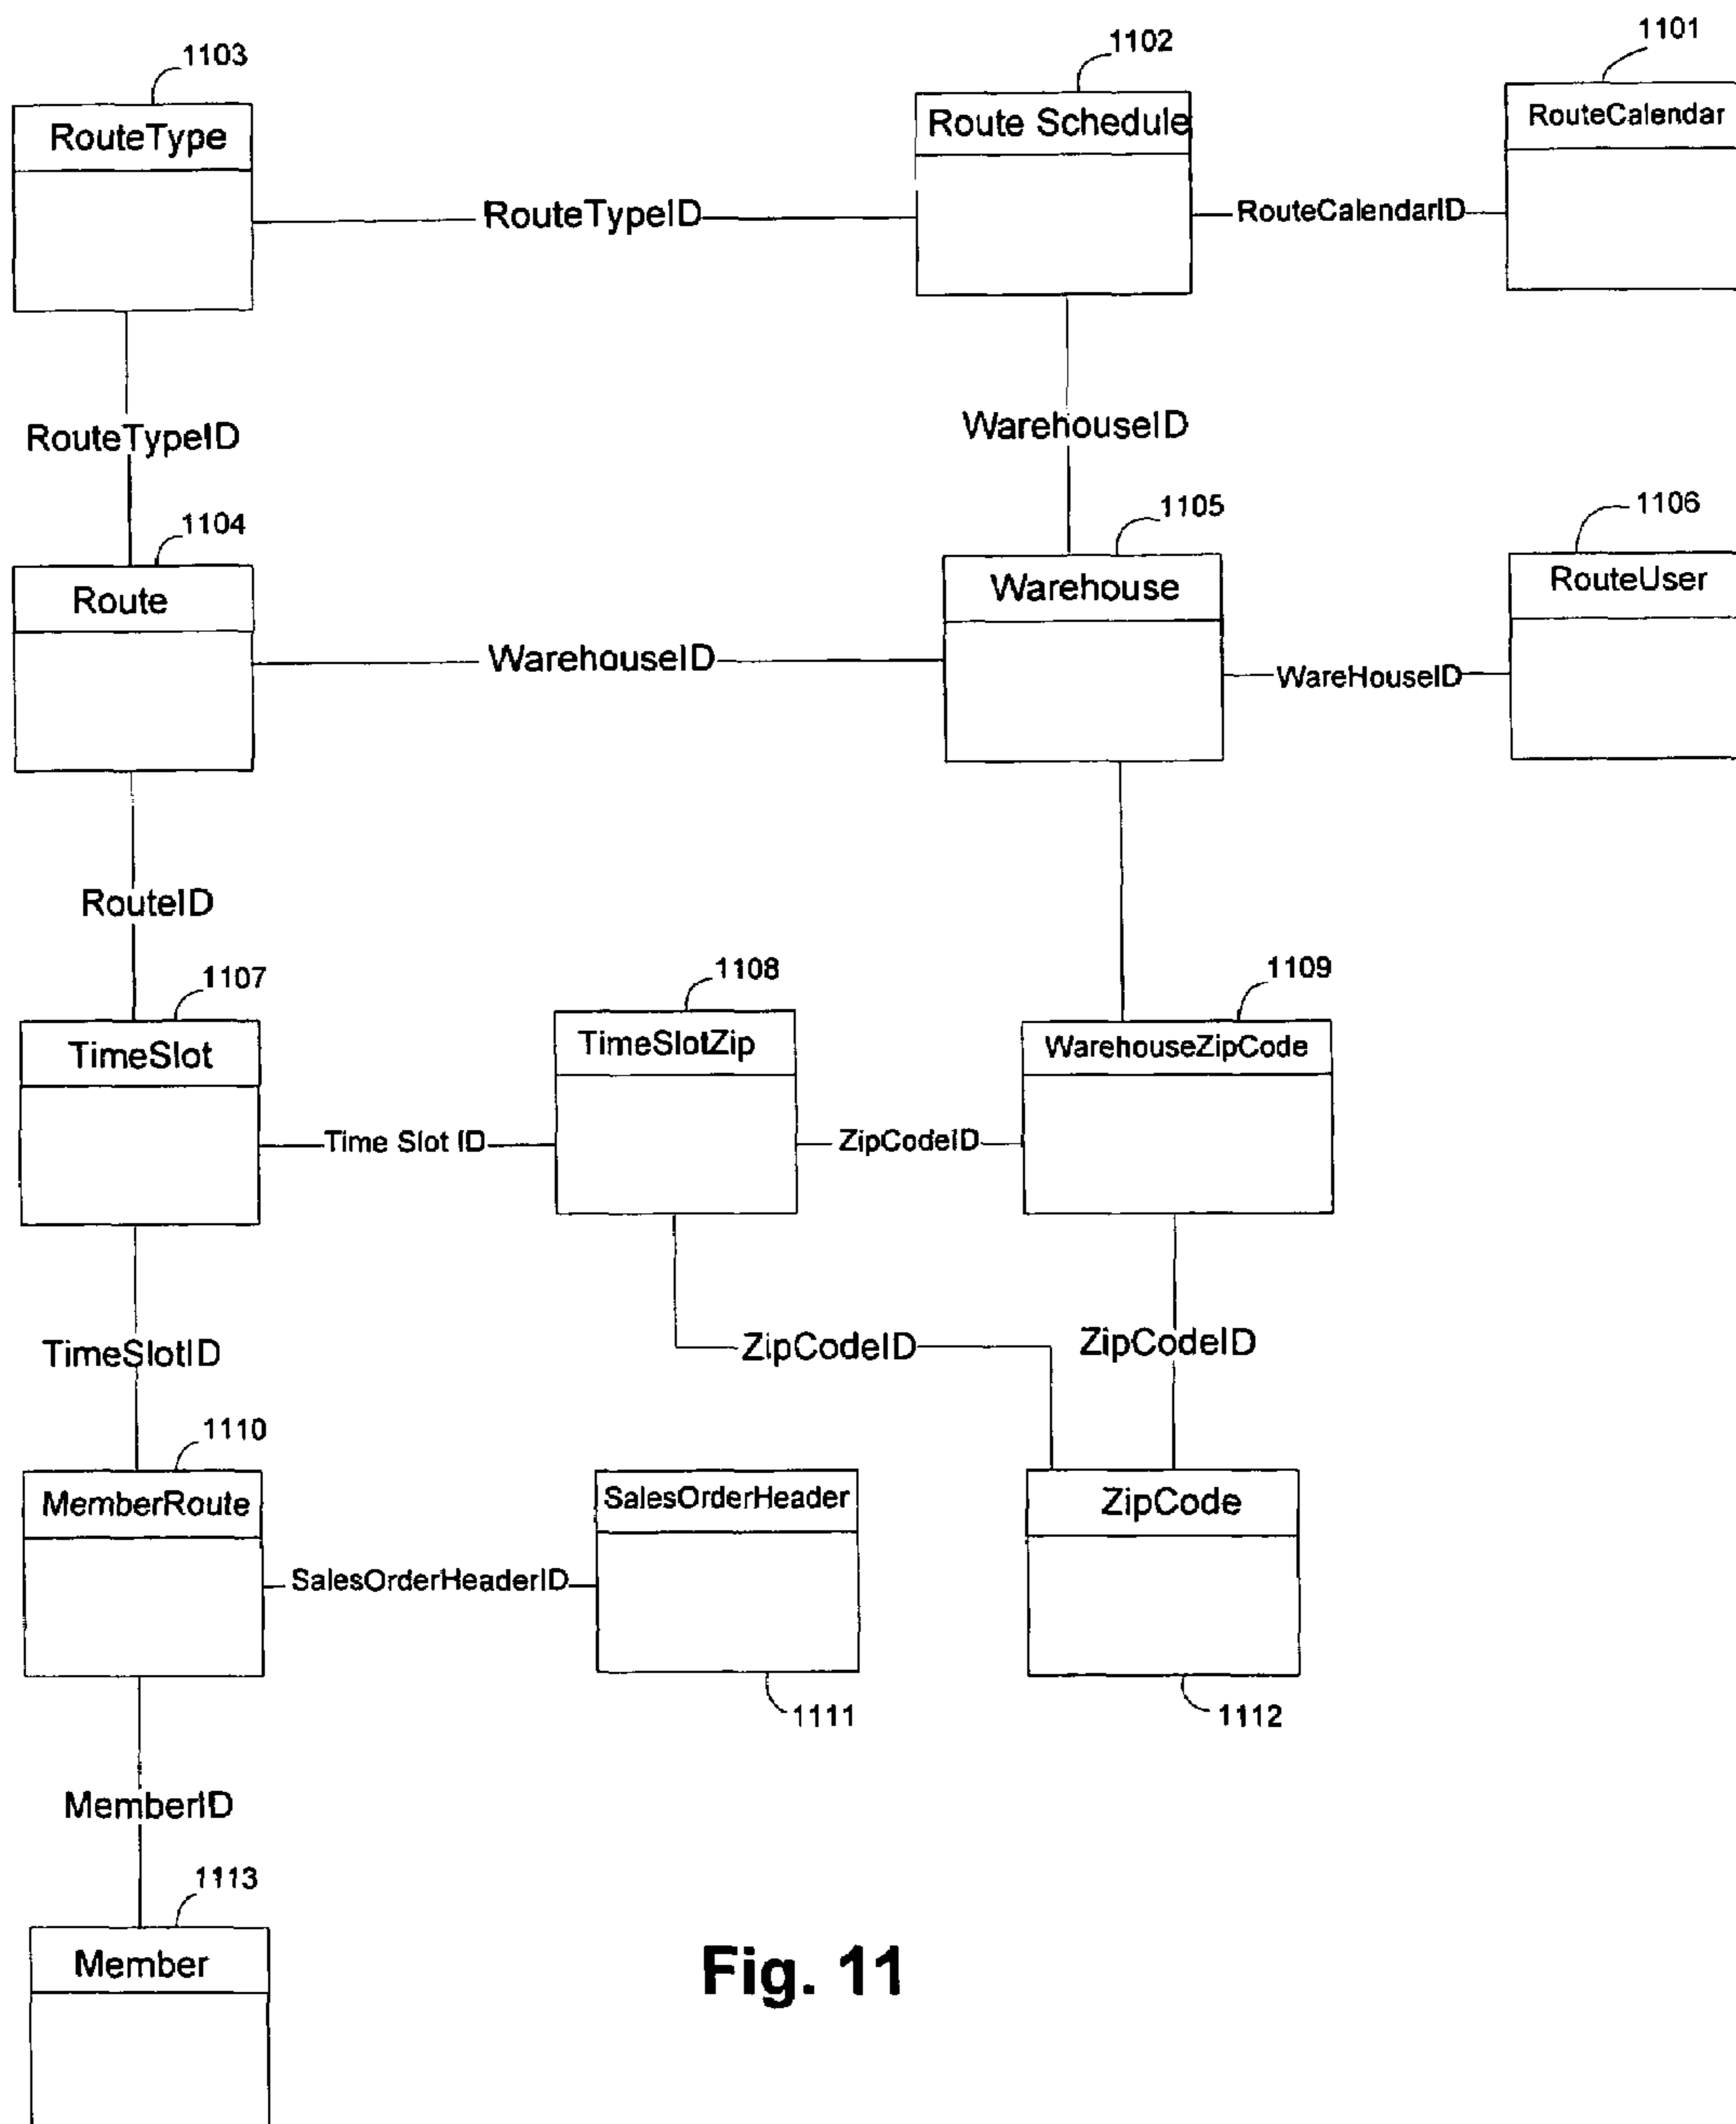 1103
1102
1101
RouteType
Route Schedule
RouteCalendar
RouteTypeID
RouteCalendarID
RouteTypeID
WarehouseID
1104
1105
1106
Route
Warehouse
RouteUser
WarehouseID
WareHouseID
RouteID
1107
1108
1109
TimeSlot
TimeSlotZip
WarehouseZipCode
Time Slot ID
ZipCodeID
TimeSlotID
ZipCodeID
ZipCodeID
1110
MemberRoute
SalesOrderHeader
ZipCode
SalesOrderHeaderID
1111
1112
MemberID
1113
Member
Fig. 11